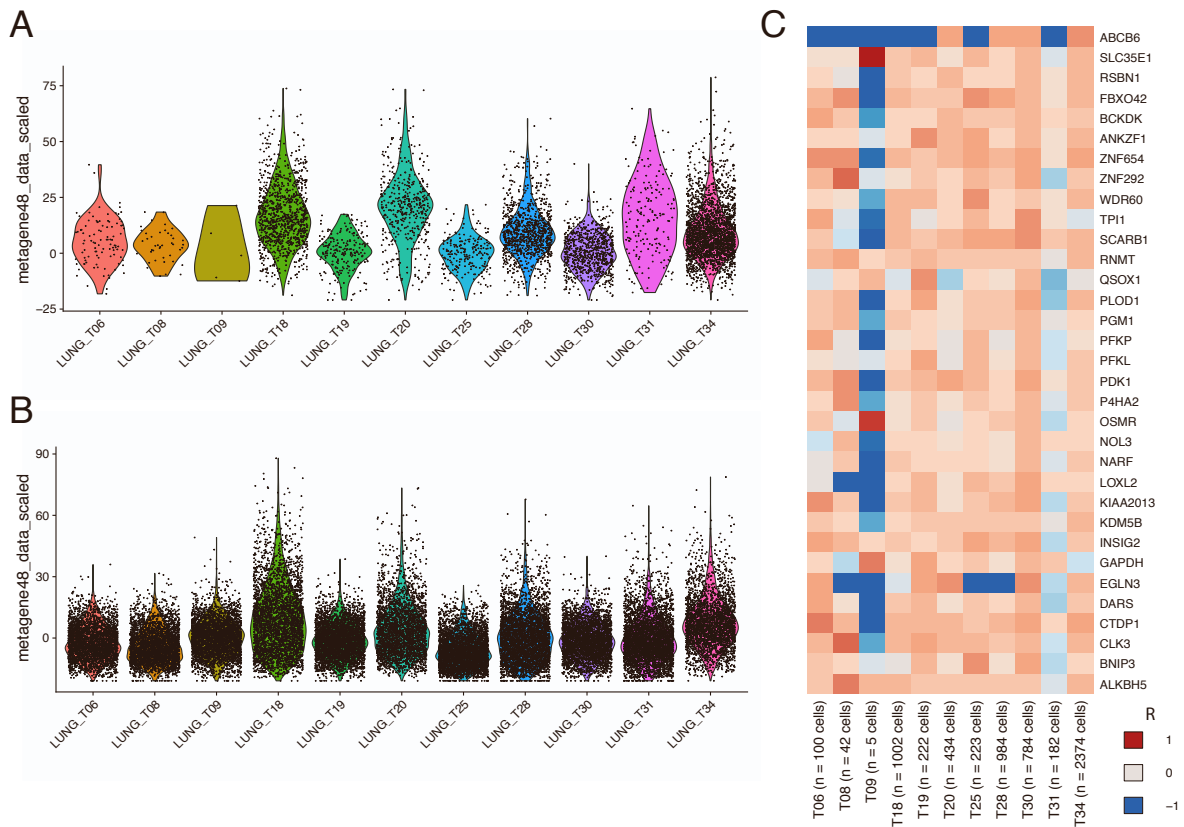 A
metagene48_data_scaled
75
50
25
0
−25
LUNG_T06
LUNG_T08
LUNG_T09
LUNG_T18
LUNG_T19
LUNG_T20
LUNG_T25
LUNG_T28
LUNG_T30
LUNG_T31
LUNG_T34
B
metagene48_data_scaled
90
60
30
0
LUNG_T06
LUNG_T08
LUNG_T09
LUNG_T18
LUNG_T19
LUNG_T20
LUNG_T25
LUNG_T28
LUNG_T30
LUNG_T31
LUNG_T34
C
ABCB6
SLC35E1
RSBN1
FBXO42
BCKDK
ANKZF1
ZNF654
ZNF292
WDR60
TPI1
SCARB1
RNMT
QSOX1
PLOD1
PGM1
PFKP
PFKL
PDK1
P4HA2
OSMR
NOL3
NARF
LOXL2
KIAA2013
KDM5B
INSIG2
GAPDH
EGLN3
DARS
CTDP1
CLK3
BNIP3
ALKBH5
T06 (n = 100 cells)
T08 (n = 42 cells)
T09 (n = 5 cells)
T18 (n = 1002 cells)
T19 (n = 222 cells)
T20 (n = 434 cells)
T25 (n = 223 cells)
T28 (n = 984 cells)
T30 (n = 784 cells)
T31 (n = 182 cells)
T34 (n = 2374 cells)
R
1
0
−1